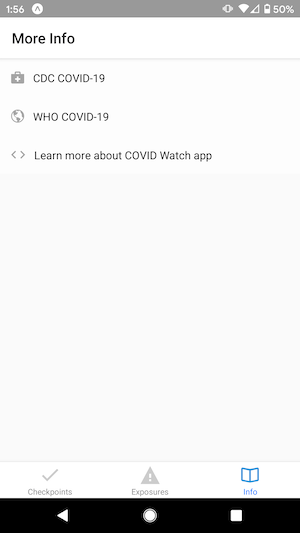 1:56 50%
More Info
CDC COVID-19
WHO COVID-19
Learn more about COVID Watch app
Checkpoints Exposures Info